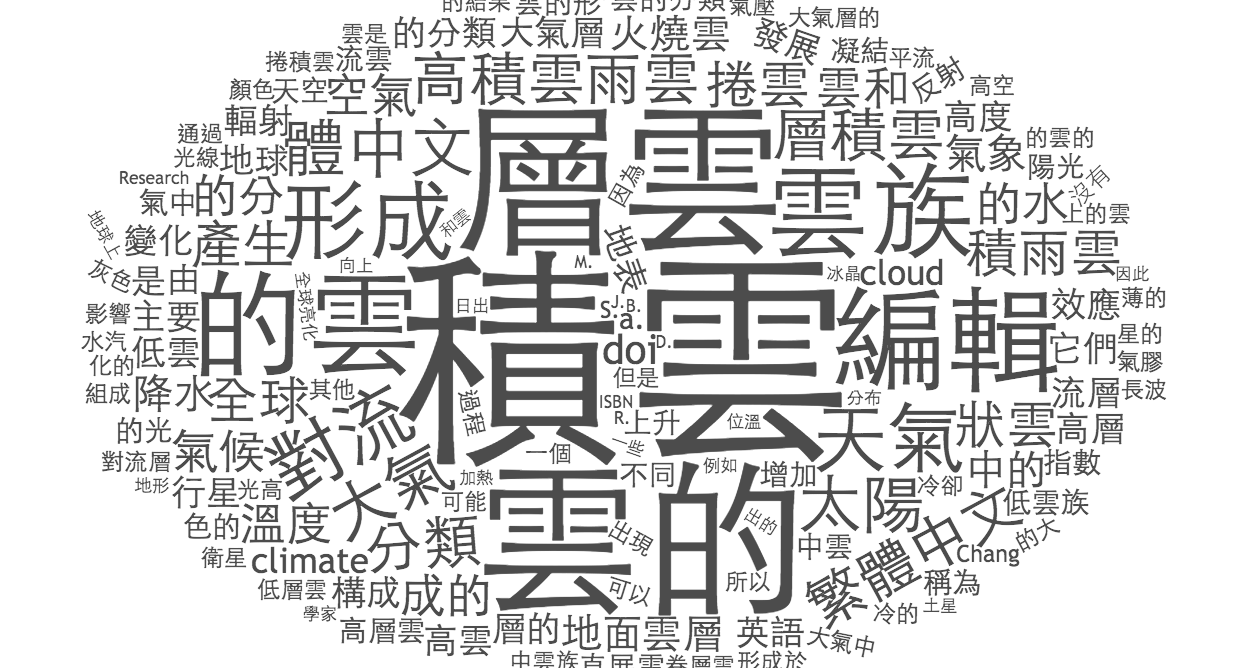 雲的分類
氣壓
大氣層的
雲是
的分類
大氣層
火燒雲
發展
凝結
平流
捲積雲
流雲
高積雲
雨雲
捲雲
雲和
反射
高空
顏色
天空
空氣
輻射
體中文
層雲
層積雲
高度
氣象
的雲的
通過
光線
地球
陽光
沒有
Research
氣中
的分
形成
和雲
因為
雲族
的水
上的雲
地球上
變化
產生
地表
積雨雲
灰色
是由
向上
全球亮化
的雲
積雲
M.
冰晶
cloud
因此
影響
主要
日出
J.B.
S.
a.
編輯
效應
薄的
水汽
低雲
化的
doi
D.
它們
星的
氣膠
組成
降水
全球
其他
但是
流層
長波
ISBN
R.
上升
分布
位溫
的光
對流
過程
天氣
狀雲
高層
氣候
一個
一些
對流層
不同
例如
增加
中的
指數
地形
行星
光高
大氣
加熱
可能
雲的
太陽
冷卻
低雲族
色的
溫度
分類
出現
出的
中雲
繁體中文
的大
衛星
climate
Chang
低層雲
構成
成的
可以
所以
稱為
學家
冷的
土星
高層雲
高雲
層的
地面
雲層
英語
大氣中
中雲族
卷層雲
形成於